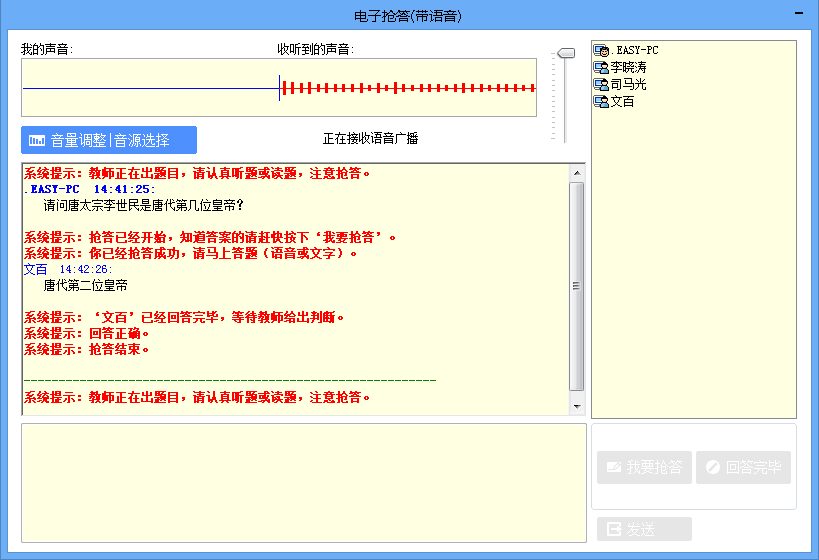 电子抢答(带语音)
我的声音:
收听到的声音:
音量调整|音源选择
正在接收语音广播
系统提示：教师正在出题目，请认真听题或读题，注意抢答。
.EASY-PC 14:41:25:
请问唐太宗李世民是唐代第几位皇帝?
系统提示：抢答已经开始，知道答案的请赶快按下‘我要抢答’。
系统提示：你已经抢答成功，请马上答题（语音或文字）。
文百 14:42:26:
唐代第二位皇帝
系统提示：‘文百’已经回答完毕，等待教师给出判断。
系统提示：回答正确。
系统提示：抢答结束。
------------------------------------------------------------
系统提示：教师正在出题目，请认真听题或读题，注意抢答。
.EASY-PC
李晓涛
司马光
文百
我要抢答
回答完毕
发送